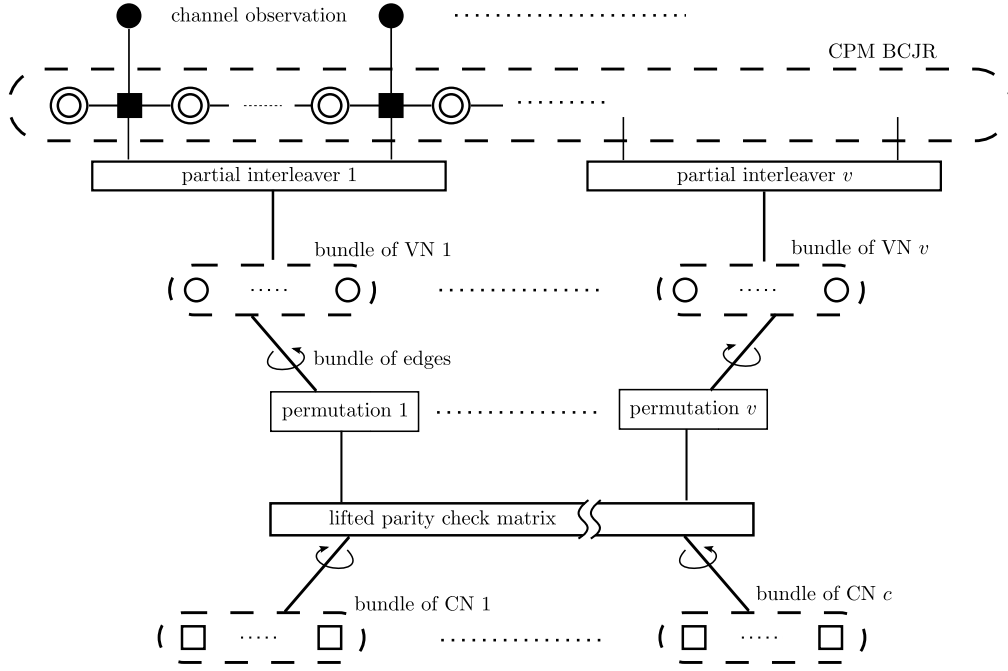 channel observation
CPM BCJR
partial interleaver 1
partial interleaver v
bundle of VN 1
bundle of VN v
bundle of edges
permutation 1
permutation v
lifted parity check matrix
bundle of CN 1
bundle of CN c